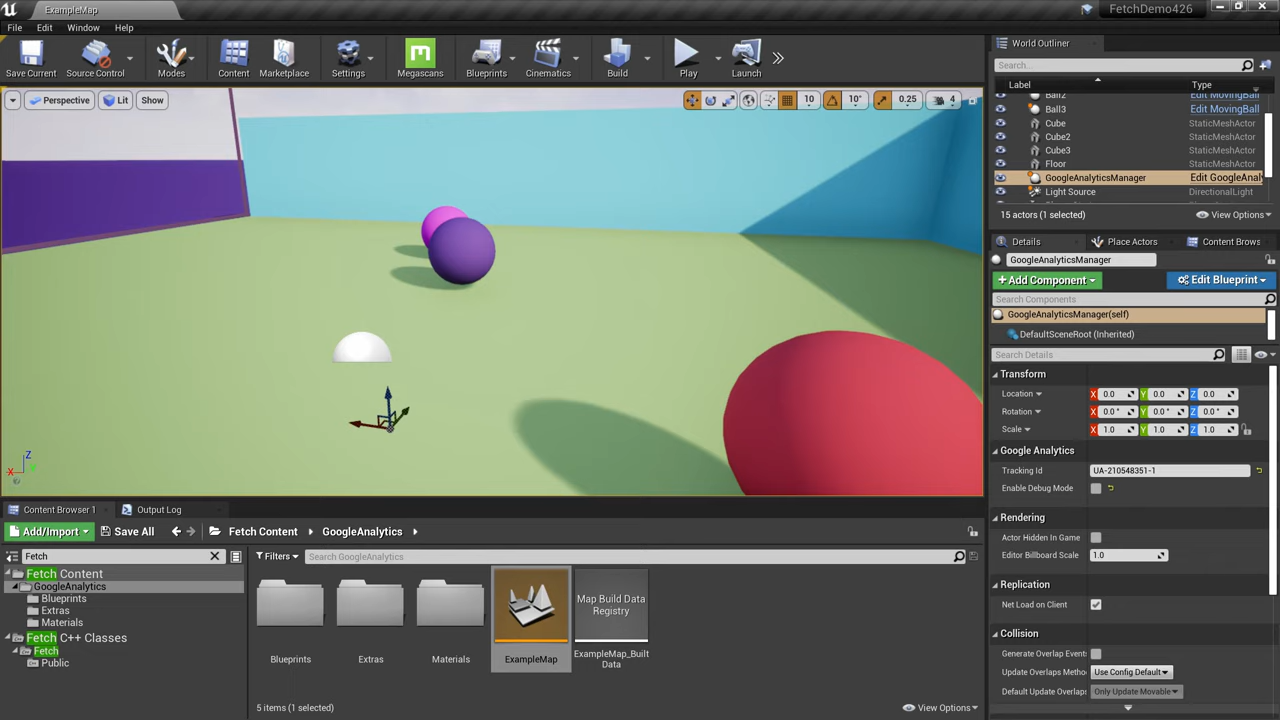 ExampleMap
FetchDemo426
File Edit Window Help
Save Current Source Control Modes Content Marketplace Settings Megascans Blueprints Cinematics Build Play Launch
Perspective Lit Show 10 10° 0.25 4
World Outliner
Search...
Label Type
Ball2 Edit MovingBall
Ball3 Edit MovingBall
Cube StaticMeshActor
Cube2 StaticMeshActor
Cube3 StaticMeshActor
Floor StaticMeshActor
GoogleAnalyticsManager Edit GoogleAnal
Light Source DirectionalLight
15 actors (1 selected) View Options
Details Place Actors Content Brows
GoogleAnalyticsManager
+Add Component Edit Blueprint
Search Components
GoogleAnalyticsManager(self)
DefaultSceneRoot (Inherited)
Search Details
Transform
Location X 0.0 Y 0.0 Z 0.0
Rotation X 0.0° Y 0.0° Z 0.0°
Scale X 1.0 Y 1.0 Z 1.0
Google Analytics
Tracking Id UA-210548351-1
Enable Debug Mode
Rendering
Actor Hidden In Game
Editor Billboard Scale 1.0
Replication
Net Load on Client
Collision
Generate Overlap Event
Update Overlaps Metho Use Config Default
Default Update Overlaps Only Update Movable
Z
X Y
Content Browser 1 Output Log
Add/Import Save All Fetch Content GoogleAnalytics
Fetch
Filters Search GoogleAnalytics
Fetch Content
GoogleAnalytics
Blueprints
Extras
Materials
Fetch C++ Classes
Fetch
Public
Map Build Data
Registry
Blueprints Extras Materials ExampleMap ExampleMap_Built
Data
5 items (1 selected) View Options